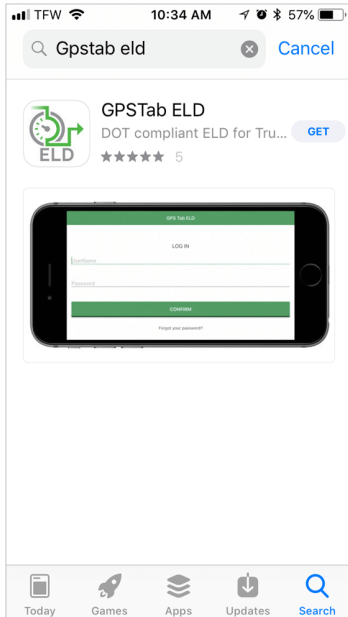 TFW 10:34 AM 57%
Gpstab eld Cancel
ELD
GPSTab ELD
DOT compliant ELD for Tru... GET
5
GPS Tab ELD
LOG IN
UserName
Password
CONFIRM
Forgot your password?
Today Games Apps Updates Search